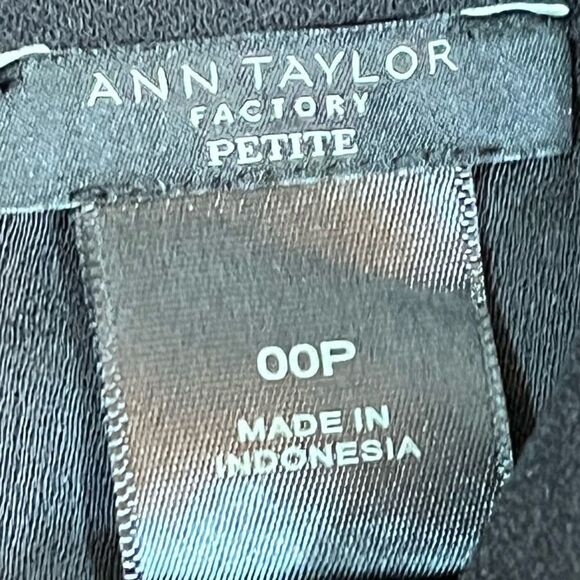 ANN TAYLOR
FACTORY
PETITE
00P
MADE IN
INDONESIA